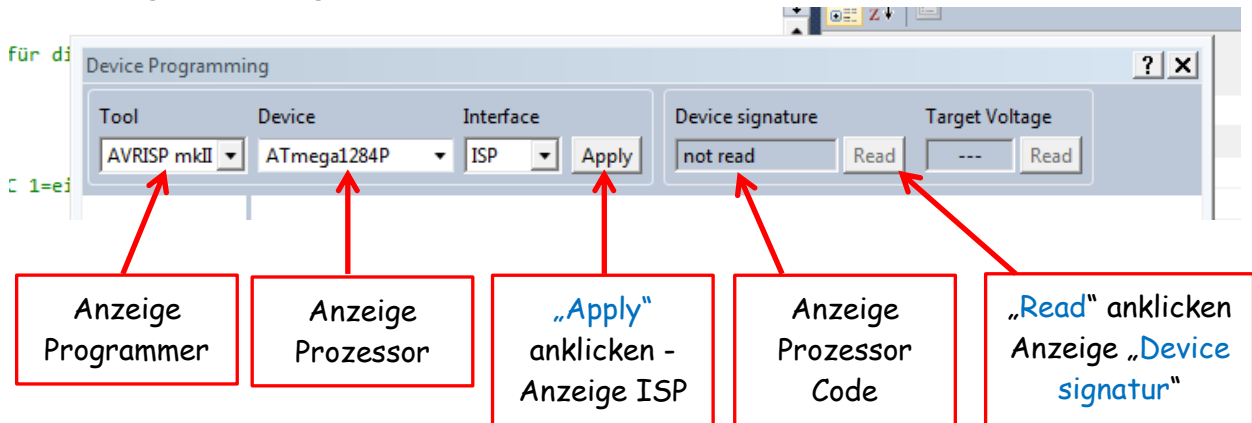 für di
Device Programming
? X
Tool Device Interface Device signature Target Voltage
AVRISP mkII ATmega1284P ISP Apply not read Read --- Read
C 1=ei
Anzeige
Programmer
Anzeige
Prozessor
„Apply“
anklicken -
Anzeige ISP
Anzeige
Prozessor
Code
„Read“ anklicken
Anzeige „Device
signatur“